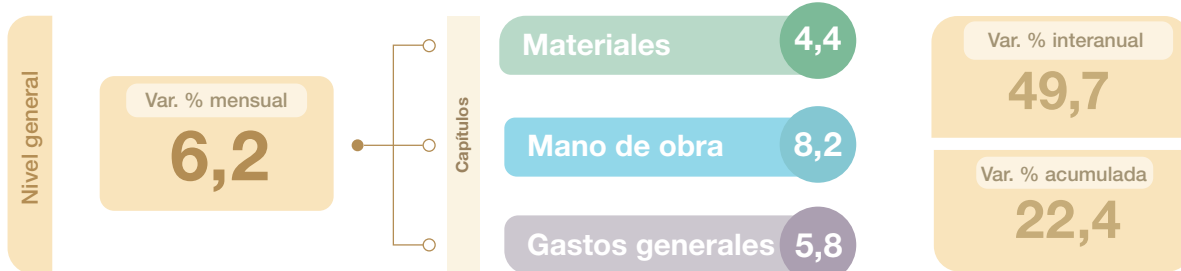 Nivel general
Var. % mensual
6,2
Capítulos
Materiales
4,4
Mano de obra
8,2
Gastos generales
5,8
Var. % interanual
49,7
Var. % acumulada
22,4